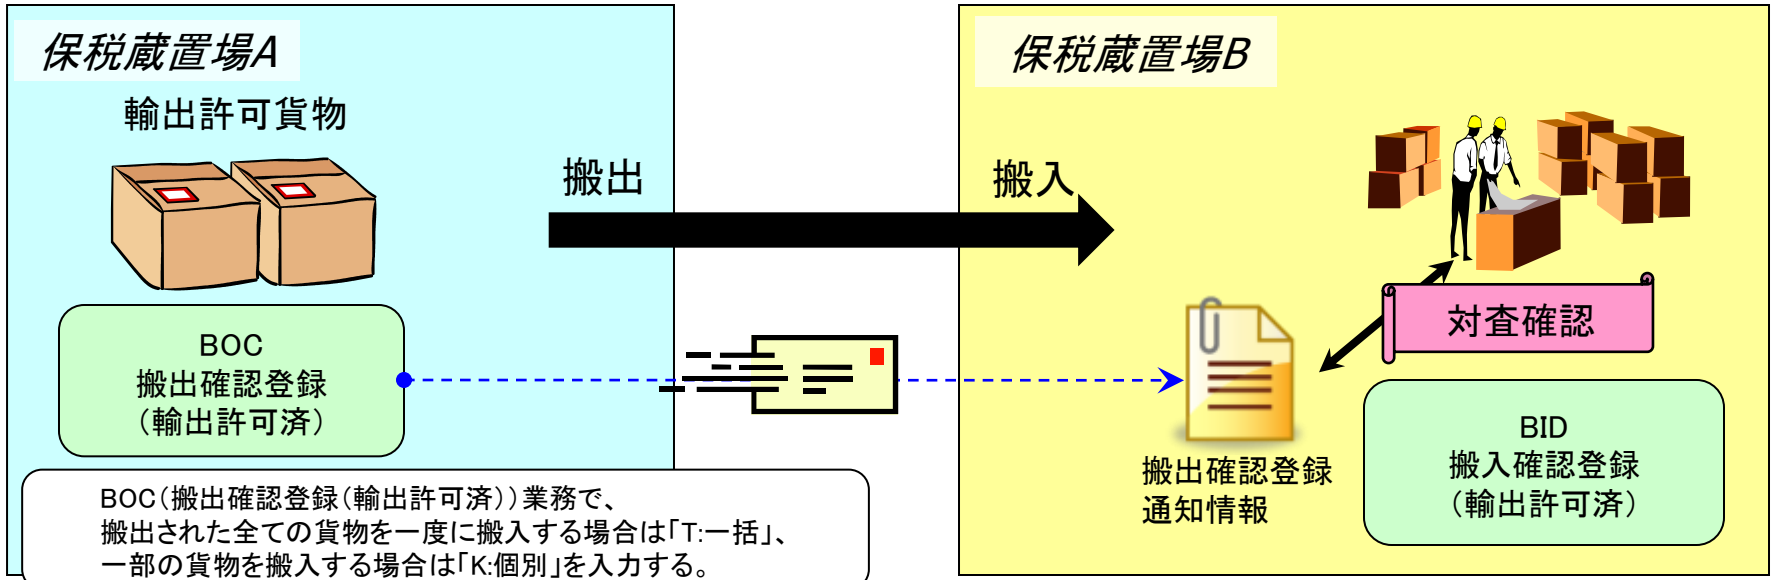 保税蔵置場A
輸出許可貨物
搬出
BOC
搬出確認登録
（輸出許可済）
BOC（搬出確認登録（輸出許可済））業務で、
搬出された全ての貨物を一度に搬入する場合は「T:一括」、
一部の貨物を搬入する場合は「K:個別」を入力する。
保税蔵置場B
搬入
対査確認
搬出確認登録
通知情報
BID
搬入確認登録
（輸出許可済）